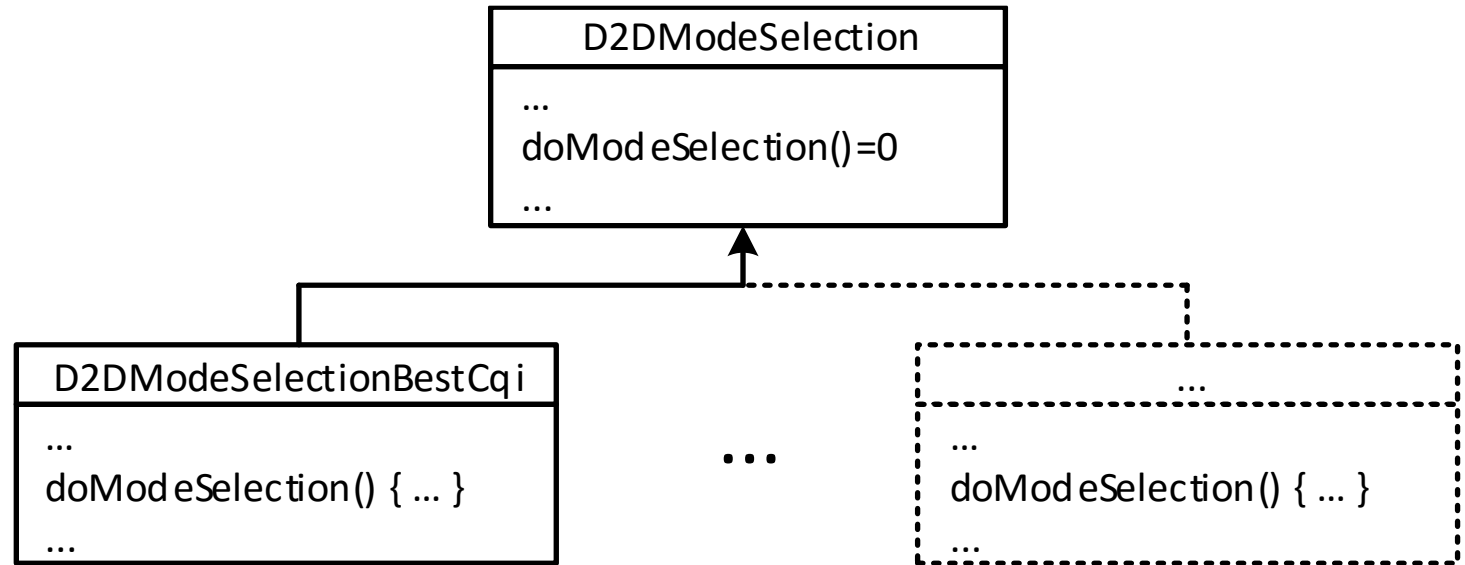 D2DModeSelection
...
doModeSelection()=0
...
D2DModeSelectionBestCqi
...
doModeSelection() { ... }
...
...
...
...
doModeSelection() { ... }
...